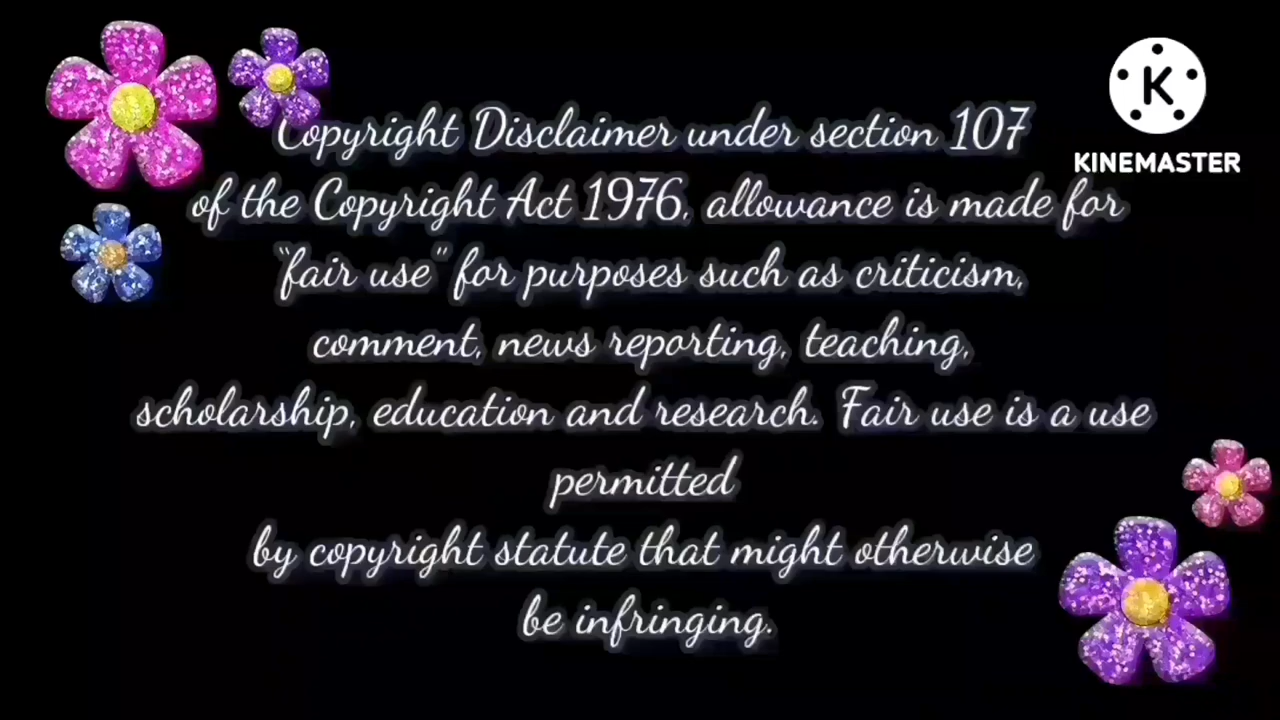 Copyright Disclaimer under section 107
of the Copyright Act 1976, allowance is made for
“fair use” for purposes such as criticism,
comment, news reporting, teaching,
scholarship, education and research. Fair use is a use
permitted
by copyright statute that might otherwise
be infringing.
K
KINEMASTER